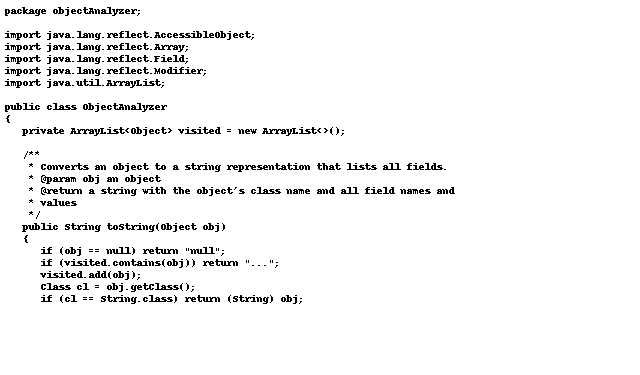 package objectAnalyzer;
import java.lang.reflect.AccessibleObject;
import java.lang.reflect.Array;
import java.lang.reflect.Field;
import java.lang.reflect.Modifier;
import java.util.ArrayList;
public class ObjectAnalyzer
{
private ArrayList<Object> visited = new ArrayList<>();
/**
* Converts an object to a string representation that lists all fields.
* @param obj an object
* @return a string with the object's class name and all field names and
* values
*/
public String toString(Object obj)
{
if (obj == null) return "null";
if (visited.contains(obj)) return "...";
visited.add(obj);
Class cl = obj.getClass();
if (cl == String.class) return (String) obj;